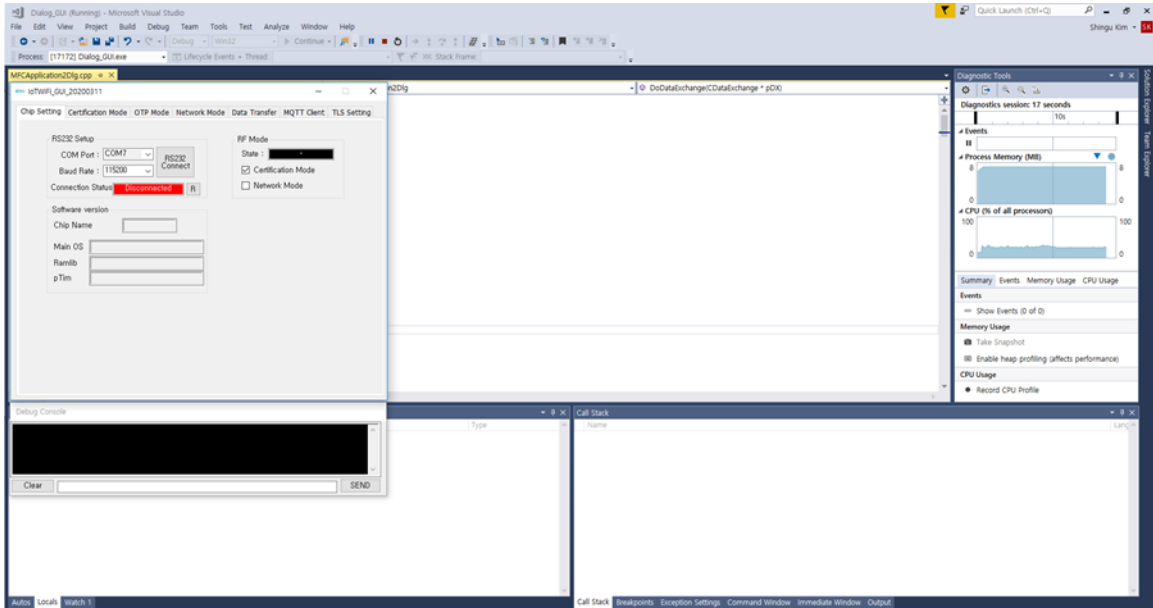 Dialog_GUI (Running) - Microsoft Visual Studio
Quick Launch (Ctrl+Q)
File Edit View Project Build Debug Team Tools Test Analyze Window Help
Shingu Kim
SK
Debug Win32 Continue
Process: [17172] Dialog_GUI.exe Lifecycle Events Thread: Stack Frame:
MFCApplication2Dlg.cpp
n2Dlg
DoDataExchange(CDataExchange * pDX)
IoTWiFi_GUI_20200311
Chip Setting Certification Mode OTP Mode Network Mode Data Transfer MQTT Client TLS Setting
RS232 Setup
COM Port : COM7
Baud Rate : 115200
RS232 Connect
Connection Status Disconnected R
RF Mode
State : -
Certification Mode
Network Mode
Software version
Chip Name
Main OS
Ramlib
pTim
Debug Console
Clear SEND
Type
Autos Locals Watch 1
Call Stack
Name Lang
Call Stack Breakpoints Exception Settings Command Window Immediate Window Output
Diagnostic Tools
Diagnostics session: 17 seconds
10s
Events
Process Memory (MB)
8 8
0 0
CPU (% of all processors)
100 100
0 0
Summary Events Memory Usage CPU Usage
Events
Show Events (0 of 0)
Memory Usage
Take Snapshot
Enable heap profiling (affects performance)
CPU Usage
Record CPU Profile
Solution Explorer
Team Explorer